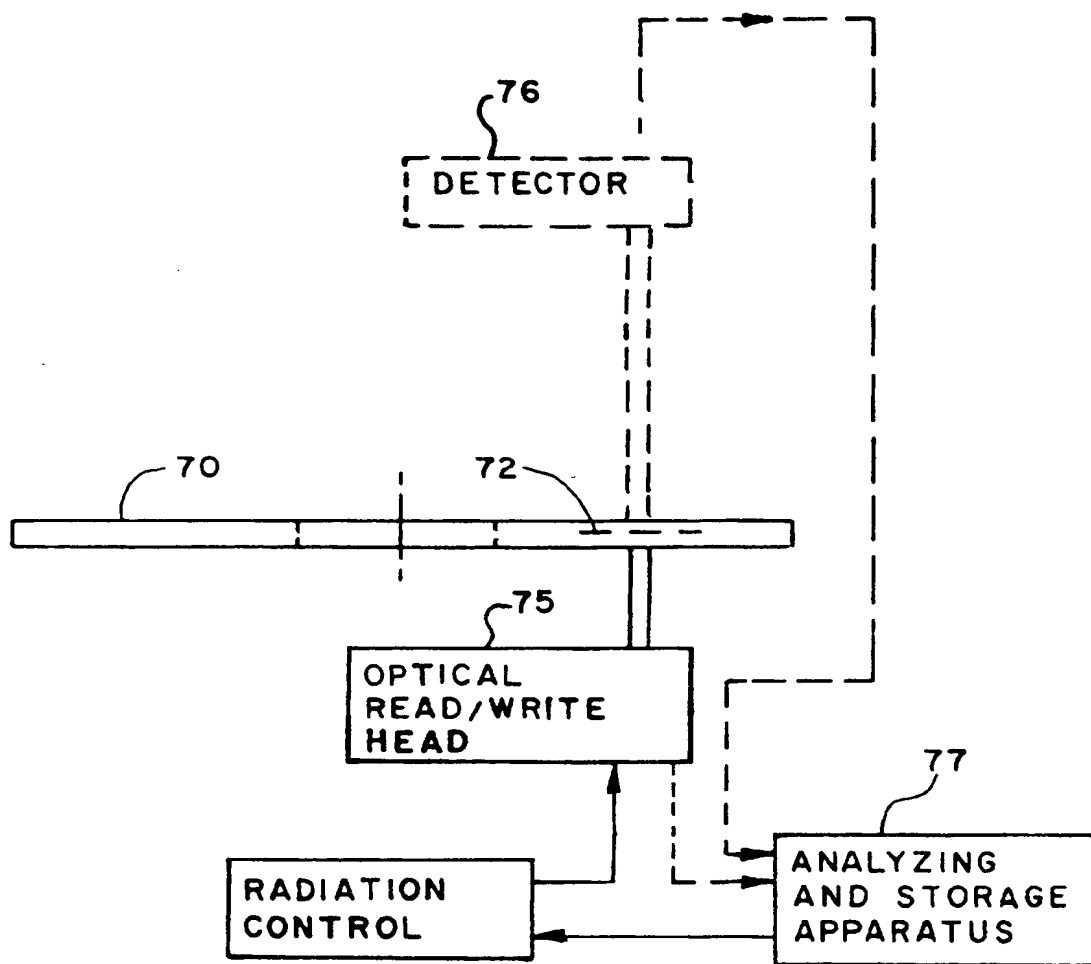 76
DETECTOR
70
72
75
OPTICAL
READ/WRITE
HEAD
77
RADIATION
CONTROL
ANALYZING
AND STORAGE
APPARATUS